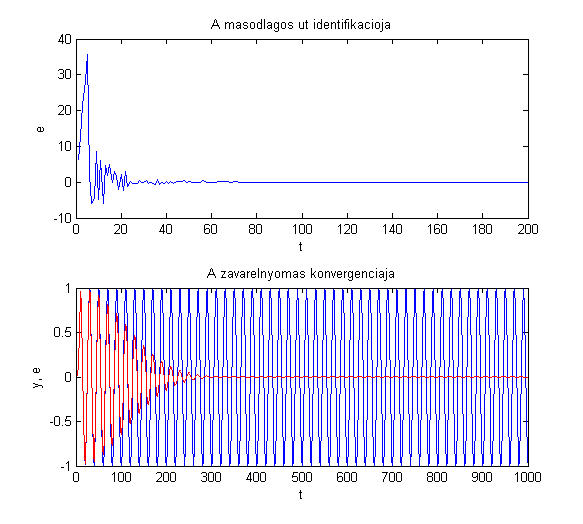 A masodlagos ut identifikacioja
40
30
20
10
0
-10
e
0 20 40 60 80 100 120 140 160 180 200
t
A zavarelnyomas konvergenciaja
1
0.5
0
-0.5
-1
y, e
0 100 200 300 400 500 600 700 800 900 1000
t